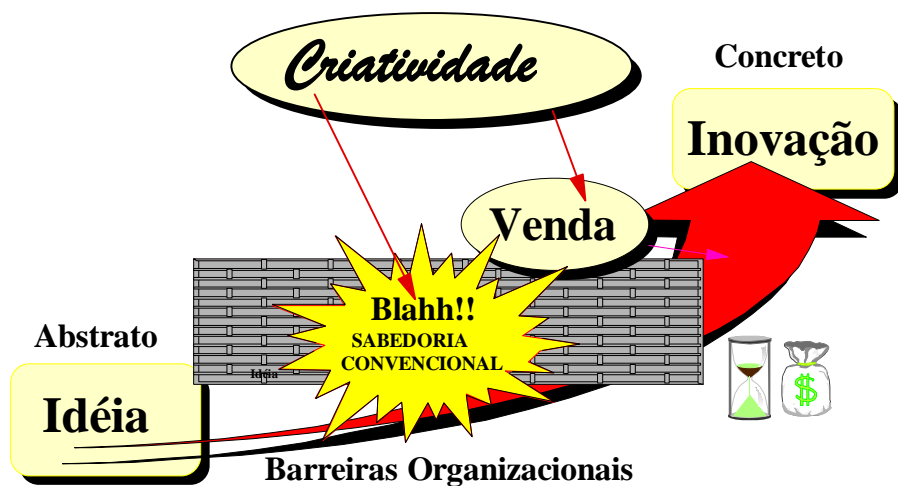 Criatividade
Concreto
Inovação
Venda
Blahh!!
SABEDORIA
CONVENCIONAL
Abstrato
Idéia
Idéia
Barreiras Organizacionais
$